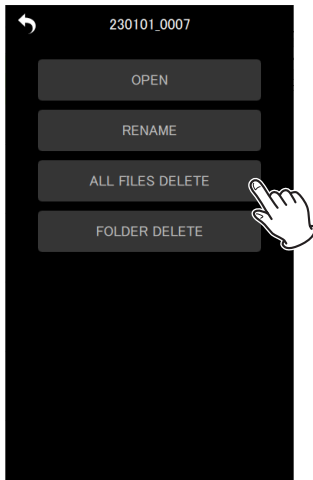 230101_0007
OPEN
RENAME
ALL FILES DELETE
FOLDER DELETE